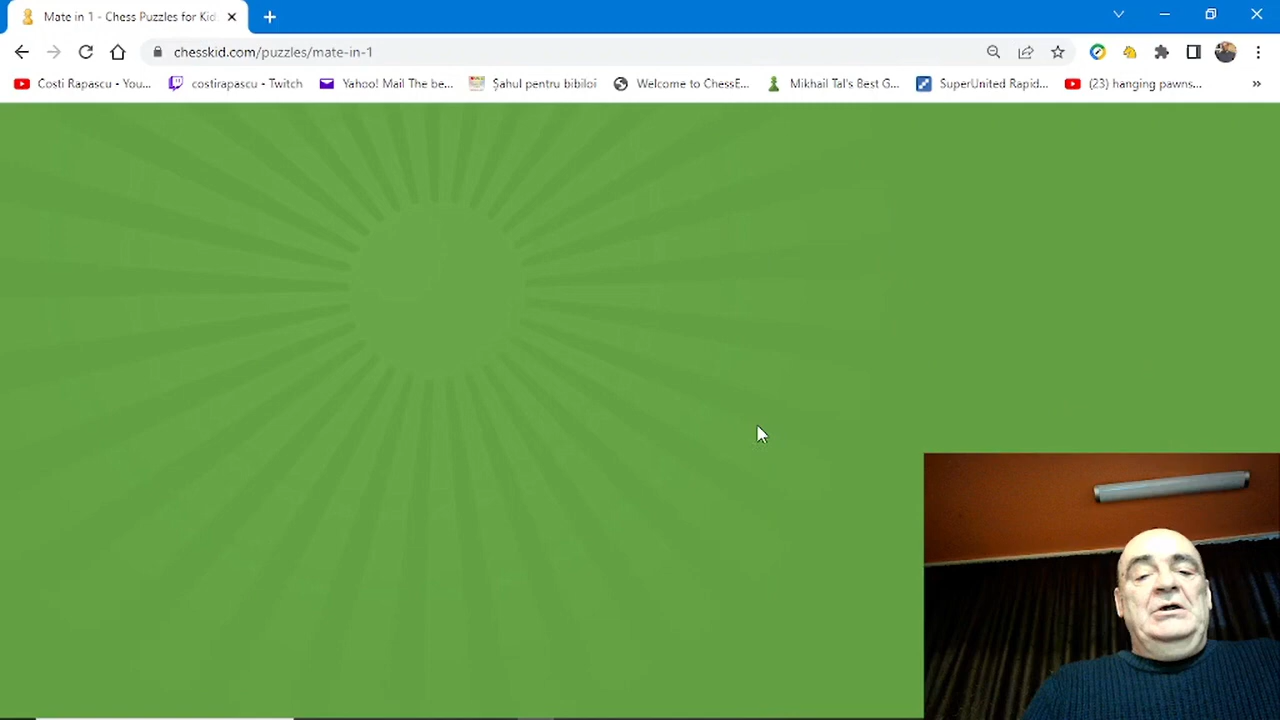 Mate in 1 - Chess Puzzles for Kid
chesskid.com/puzzles/mate-in-1
Costi Rapascu - You... costirapascu - Twitch Yahoo! Mail The be... Șahul pentru bibiloi Welcome to ChessE... Mikhail Tal's Best G... SuperUnited Rapid... (23) hanging pawns... »